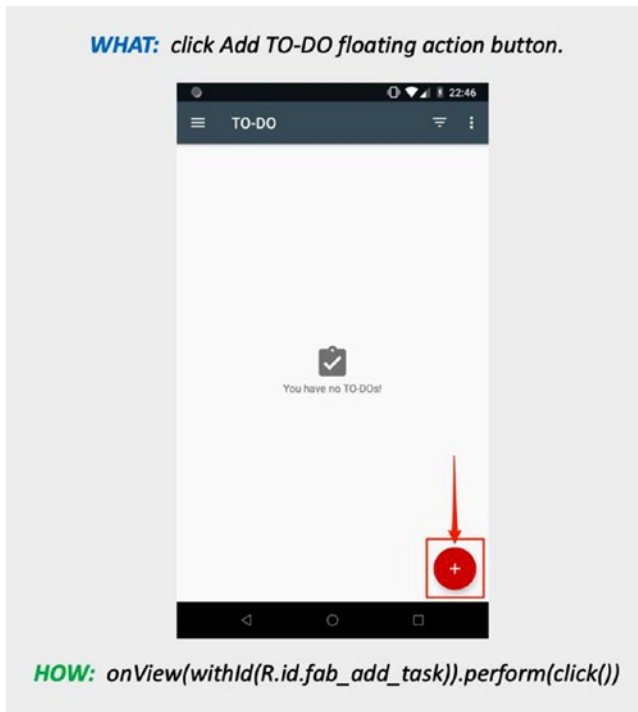 WHAT: click Add TO-DO floating action button.
22:46
TO-DO
You have no TO-DOs!
HOW: onView(withId(R.id.fab_add_task)).perform(click())